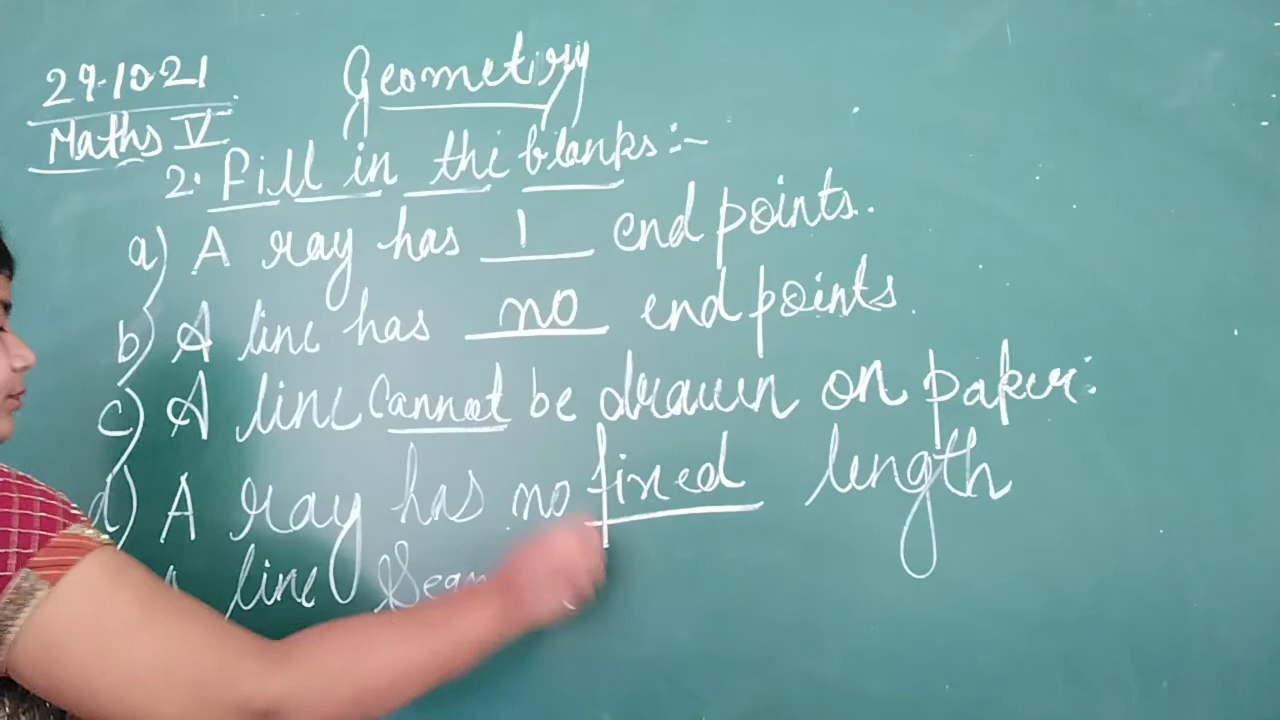 29.10.21
Geometry
Maths V
2. Fill in the blanks:-
a) A ray has 1 end points.
b) A line has no end points.
c) A line cannot be drawn on paper.
d) A ray has no fixed length
A line